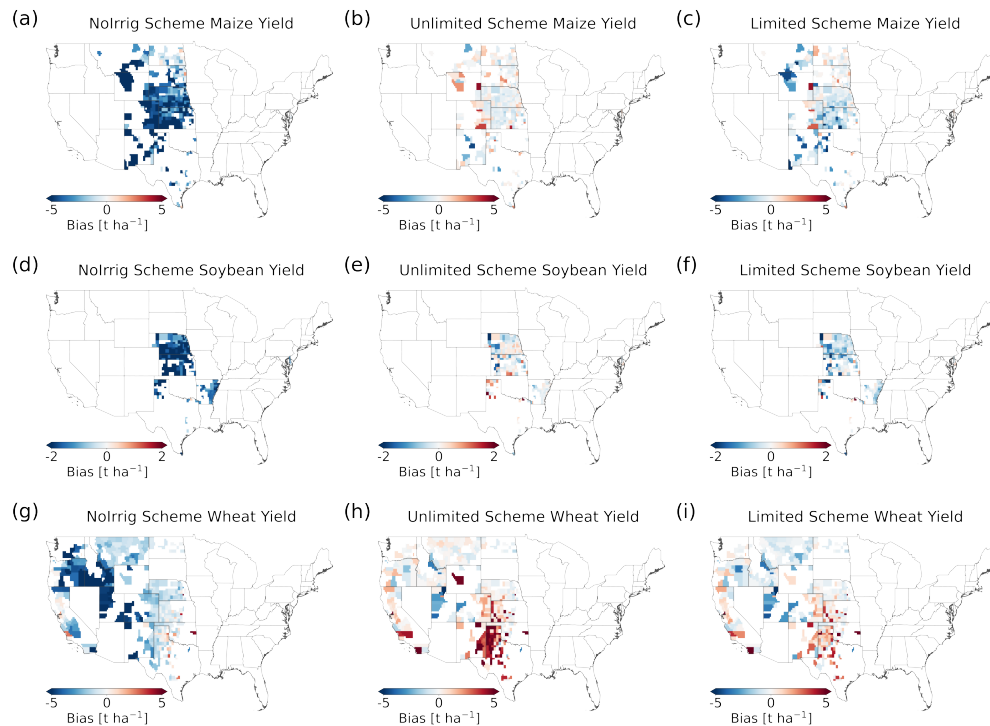 (a) NoIrrig Scheme Maize Yield
-5 0 5
Bias [t ha⁻¹]
(b) Unlimited Scheme Maize Yield
-5 0 5
Bias [t ha⁻¹]
(c) Limited Scheme Maize Yield
-5 0 5
Bias [t ha⁻¹]
(d) NoIrrig Scheme Soybean Yield
-2 0 2
Bias [t ha⁻¹]
(e) Unlimited Scheme Soybean Yield
-2 0 2
Bias [t ha⁻¹]
(f) Limited Scheme Soybean Yield
-2 0 2
Bias [t ha⁻¹]
(g) NoIrrig Scheme Wheat Yield
-5 0 5
Bias [t ha⁻¹]
(h) Unlimited Scheme Wheat Yield
-5 0 5
Bias [t ha⁻¹]
(i) Limited Scheme Wheat Yield
-5 0 5
Bias [t ha⁻¹]